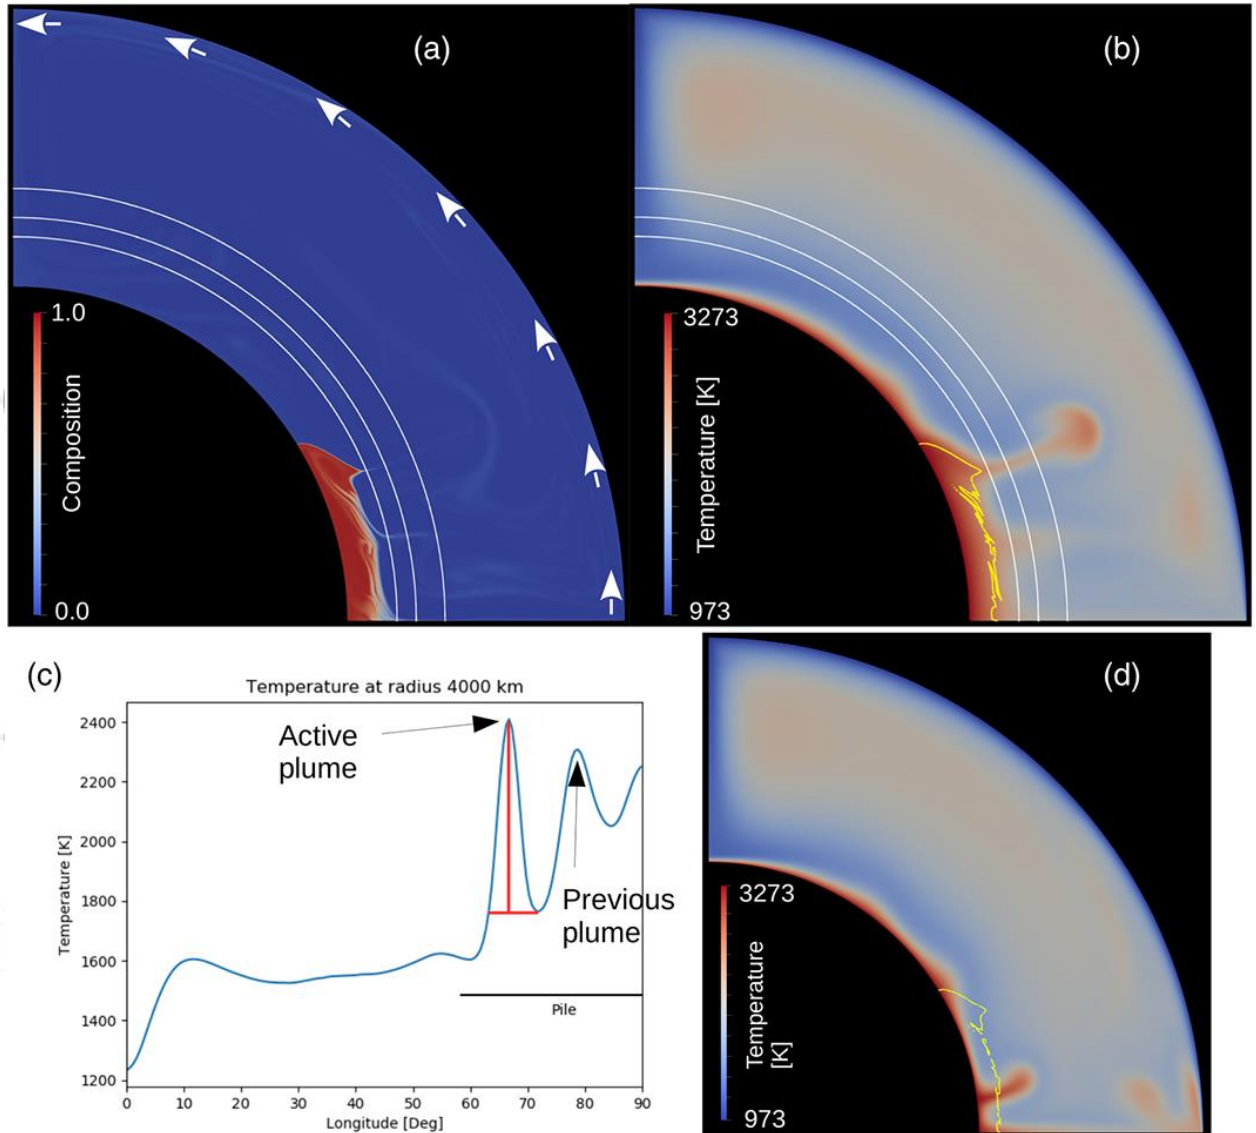 (a)
1.0
Composition
0.0
(b)
3273
Temperature [K]
973
(c)
Temperature at radius 4000 km
2400
2200
2000
1800
1600
1400
1200
Temperature [K]
Active
plume
Previous
plume
Pile
0 10 20 30 40 50 60 70 80 90
Longitude [Deg]
(d)
3273
Temperature
[K]
973